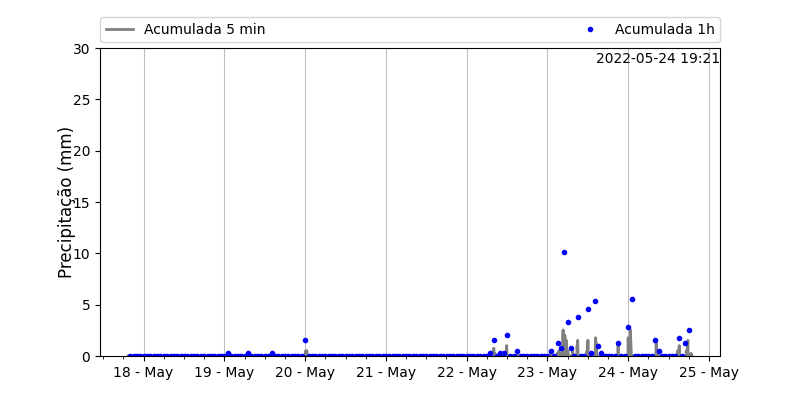 Acumulada 5 min
Acumulada 1h
2022-05-24 19:21
Precipitação (mm)
30
25
20
15
10
5
0
18 - May
19 - May
20 - May
21 - May
22 - May
23 - May
24 - May
25 - May